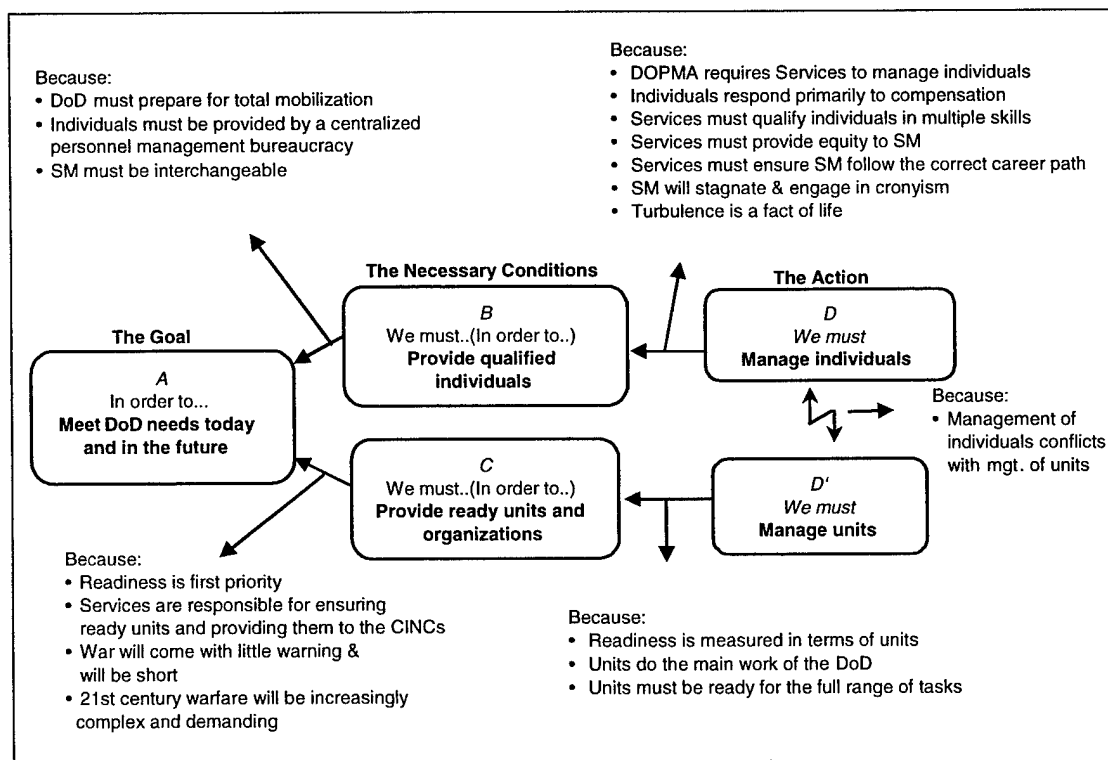 Because:
• DoD must prepare for total mobilization
• Individuals must be provided by a centralized
personnel management bureaucracy
• SM must be interchangeable
Because:
• DOPMA requires Services to manage individuals
• Individuals respond primarily to compensation
• Services must qualify individuals in multiple skills
• Services must provide equity to SM
• Services must ensure SM follow the correct career path
• SM will stagnate & engage in cronyism
• Turbulence is a fact of life
The Goal
A
In order to...
Meet DoD needs today
and in the future
The Necessary Conditions
B
We must..(In order to..)
Provide qualified
individuals
The Action
D
We must
Manage individuals
Because:
• Management of
individuals conflicts
with mgt. of units
C
We must..(In order to..)
Provide ready units and
organizations
D'
We must
Manage units
Because:
• Readiness is first priority
• Services are responsible for ensuring
ready units and providing them to the CINCs
• War will come with little warning &
will be short
• 21st century warfare will be increasingly
complex and demanding
Because:
• Readiness is measured in terms of units
• Units do the main work of the DoD
• Units must be ready for the full range of tasks